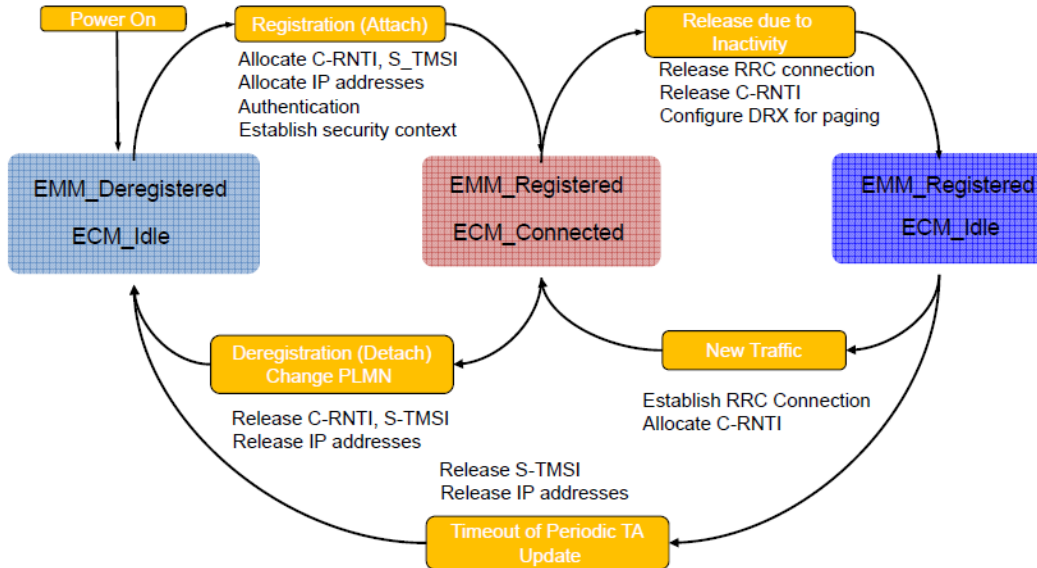 Power On
Registration (Attach)
Allocate C-RNTI, S_TMSI
Allocate IP addresses
Authentication
Establish security context
Release due to
Inactivity
Release RRC connection
Release C-RNTI
Configure DRX for paging
EMM_Deregistered
ECM_Idle
EMM_Registered
ECM_Connected
EMM_Registered
ECM_Idle
Deregistration (Detach)
Change PLMN
Release C-RNTI, S-TMSI
Release IP addresses
New Traffic
Establish RRC Connection
Allocate C-RNTI
Release S-TMSI
Release IP addresses
Timeout of Periodic TA
Update